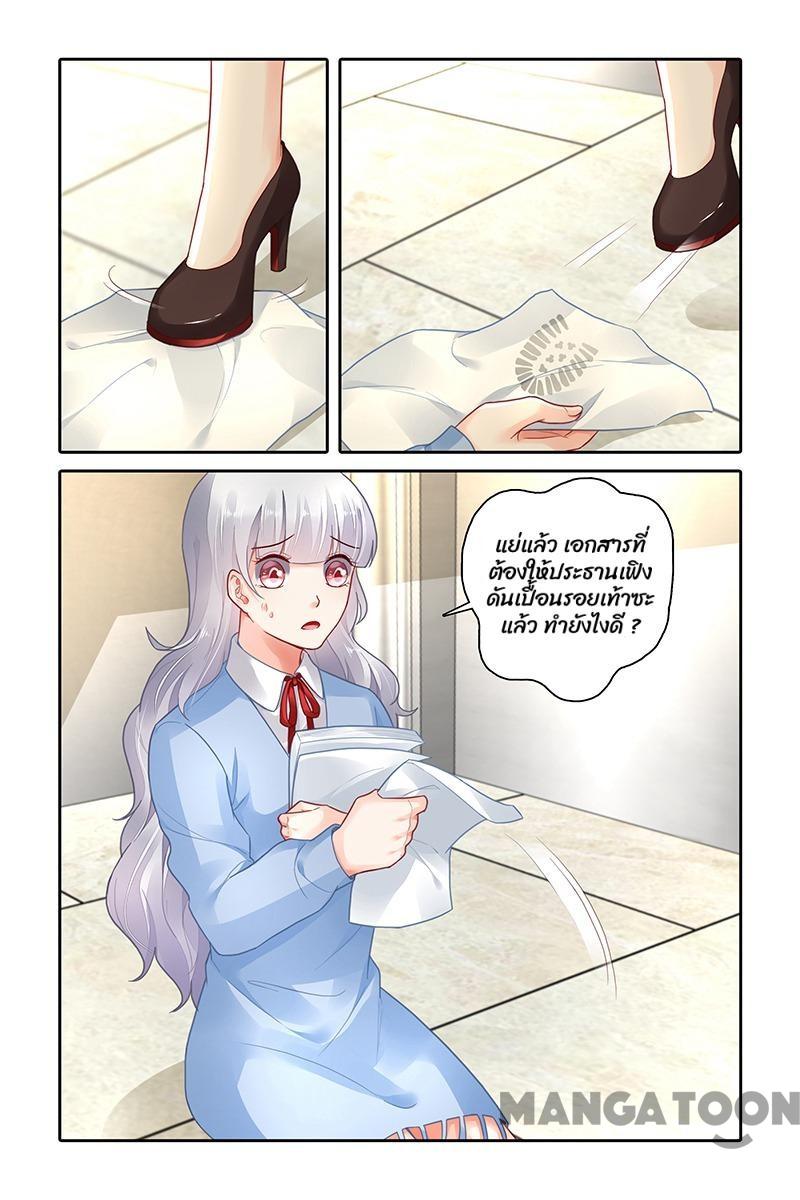 แย่แล้ว เอกสารที่
ต้องให้ประธานเฟิง
ดันเปื้อนรอยเท้าซะ
แล้ว ทำยังไงดี ?
MANGATOON